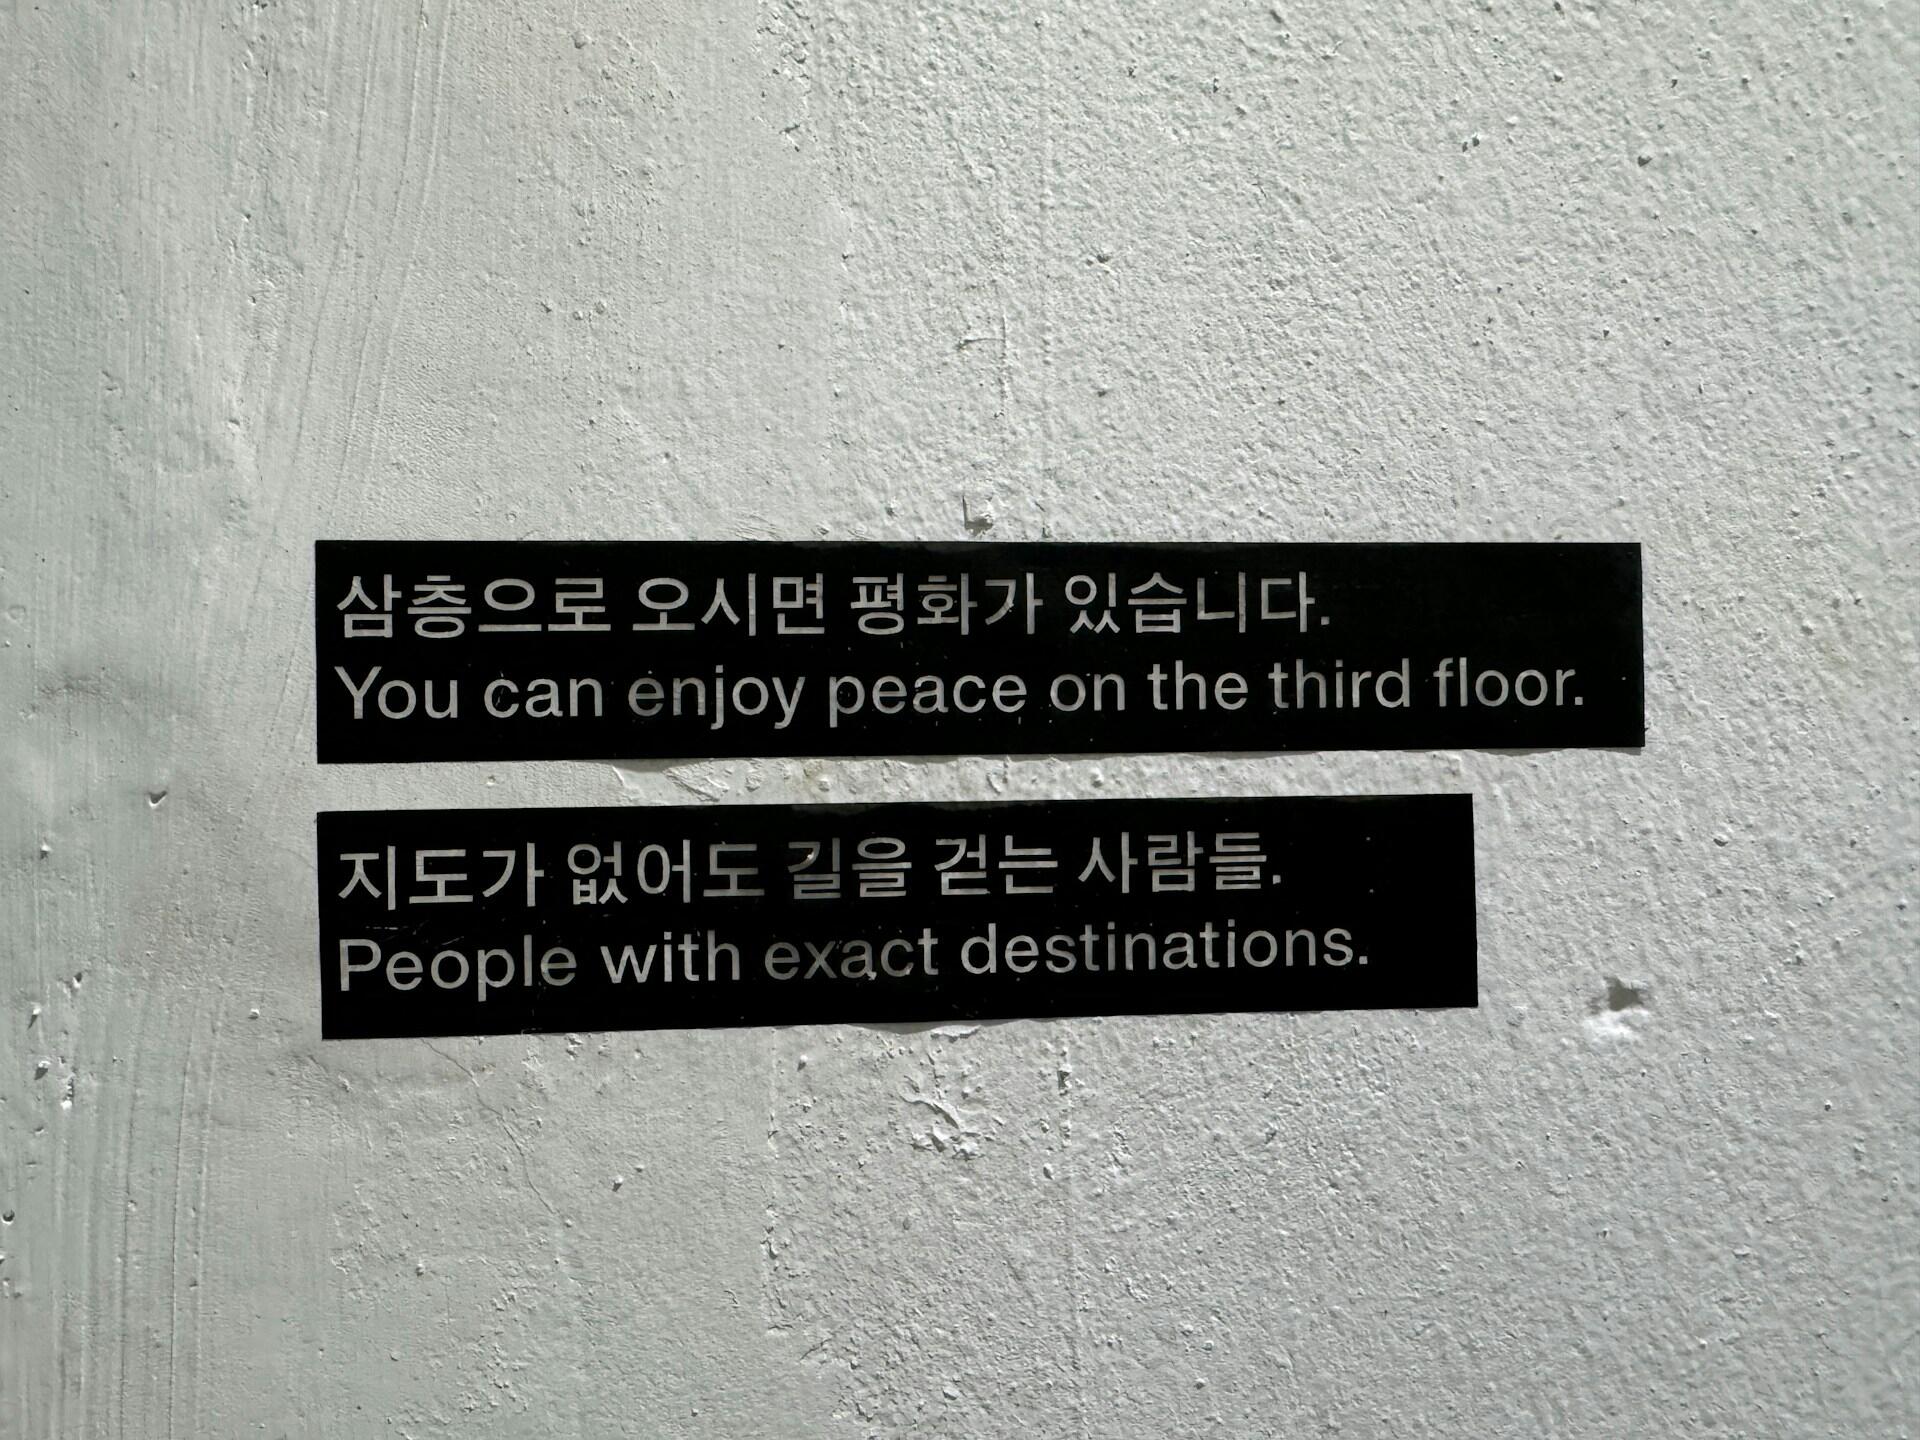 삼층으로 오시면 평화가 있습니다.
You can enjoy peace on the third floor.
지도가 없어도 길을 걷는 사람들.
People with exact destinations.